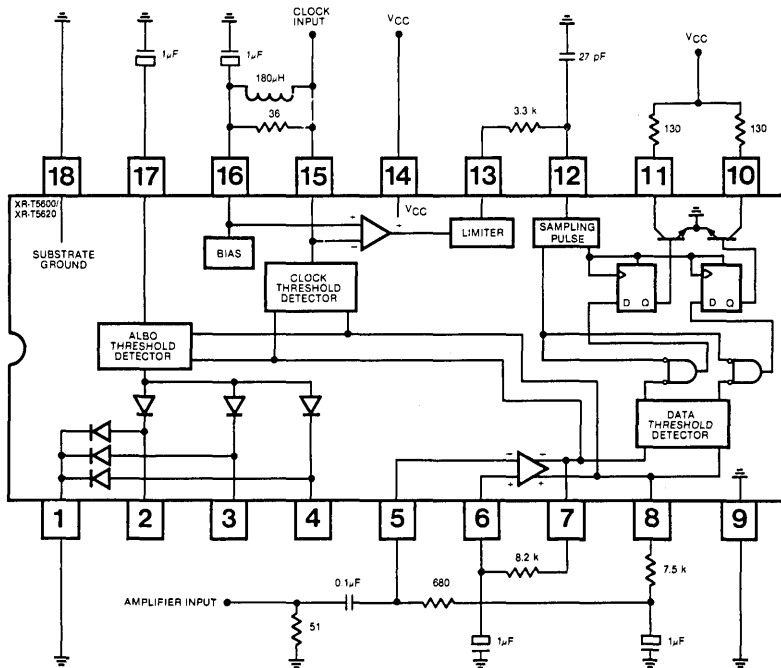 CLOCK
INPUT
VCC
VCC
1μF
1μF
180μH
36
27 pF
3.3 k
130
130
18
17
16
15
14
13
12
11
10
XR-T5600/
XR-T5620
SUBSTRATE
GROUND
BIAS
+
−
+
VCC
LIMITER
SAMPLING
PULSE
CLOCK
THRESHOLD
DETECTOR
D Q
D Q
ALBO
THRESHOLD
DETECTOR
DATA
THRESHOLD
DETECTOR
− −
+ +
1
2
3
4
5
6
7
8
9
8.2 k
7.5 k
0.1μF
680
AMPLIFIER INPUT
51
1μF
1μF